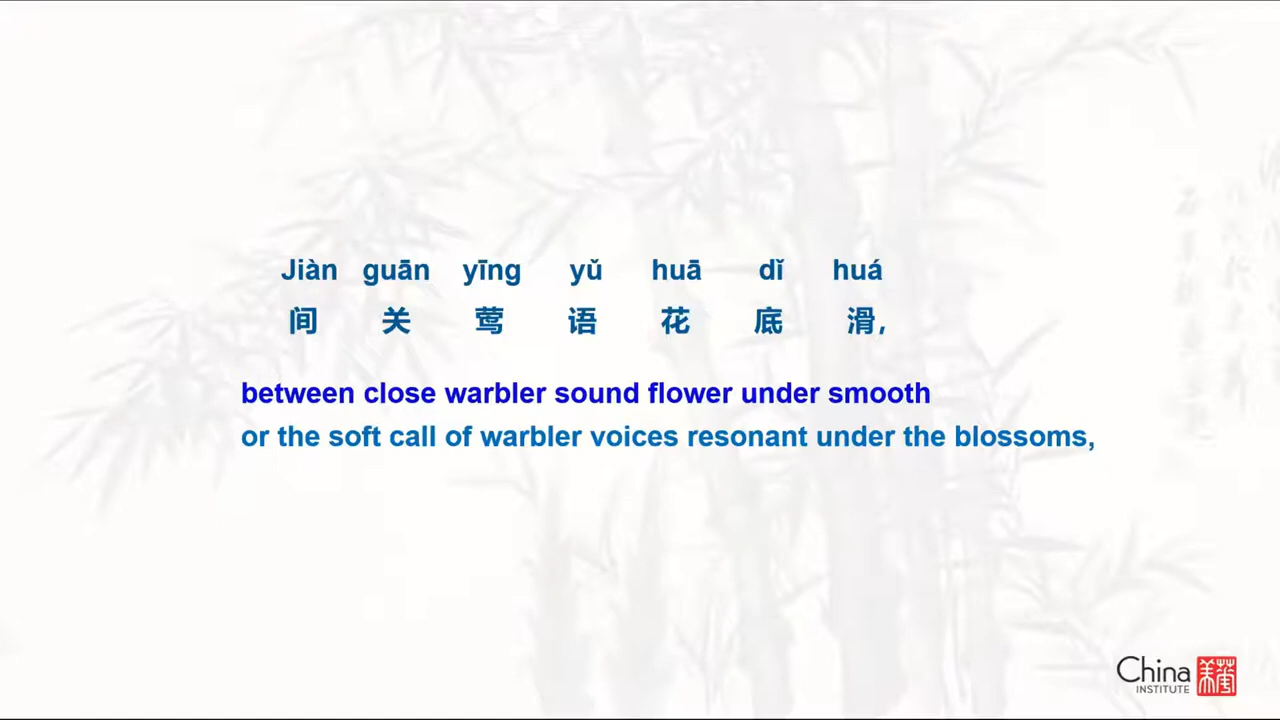 Jiàn guān yīng yǔ huā dǐ huá
间 关 莺 语 花 底 滑，
between close warbler sound flower under smooth
or the soft call of warbler voices resonant under the blossoms,
China
INSTITUTE